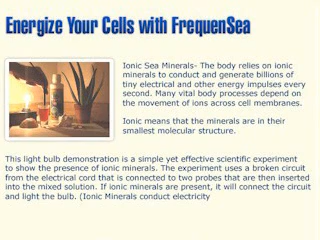 Energize Your Cells with FrequenSea
Ionic Sea Minerals- The body relies on ionic
minerals to conduct and generate billions of
tiny electrical and other energy impulses every
second. Many vital body processes depend on
the movement of ions across cell membranes.
Ionic means that the minerals are in their
smallest molecular structure.
This light bulb demonstration is a simple yet effective scientific experiment
to show the presence of ionic minerals. The experiment uses a broken circuit
from the electrical cord that is connected to two probes that are then inserted
into the mixed solution. If ionic minerals are present, it will connect the circuit
and light the bulb. (Ionic Minerals conduct electricity